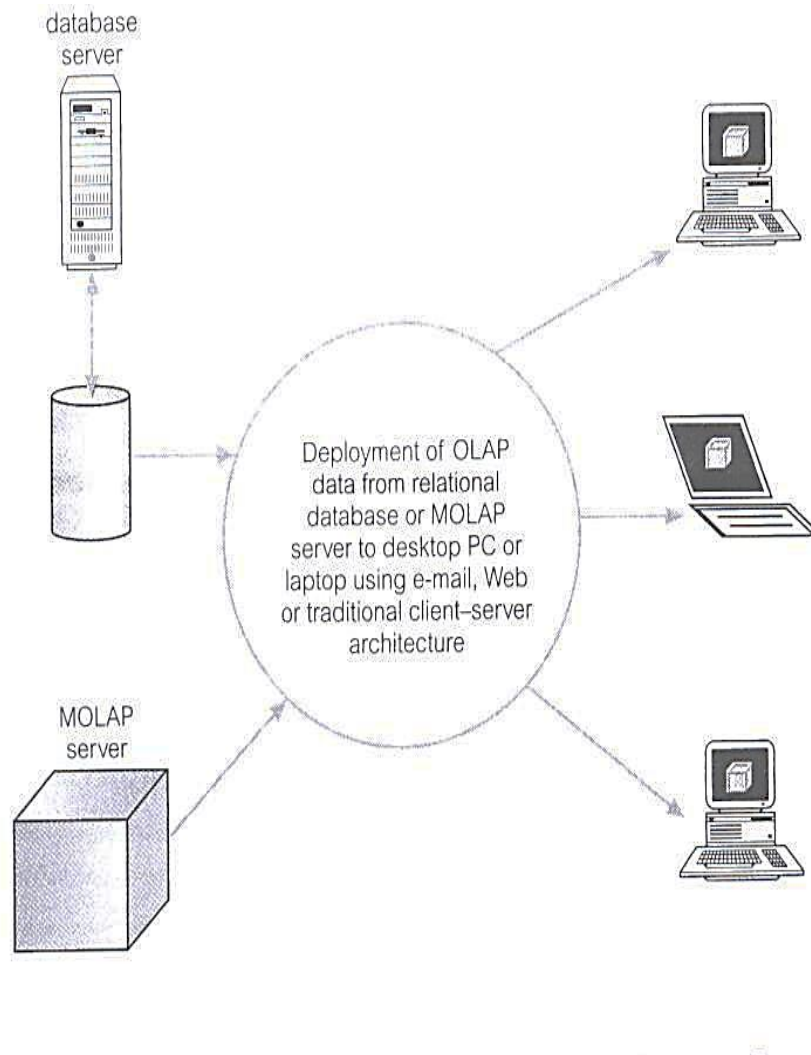 database
server
Deployment of OLAP
data from relational
database or MOLAP
server to desktop PC or
laptop using e-mail, Web
or traditional client–server
architecture
MOLAP
server